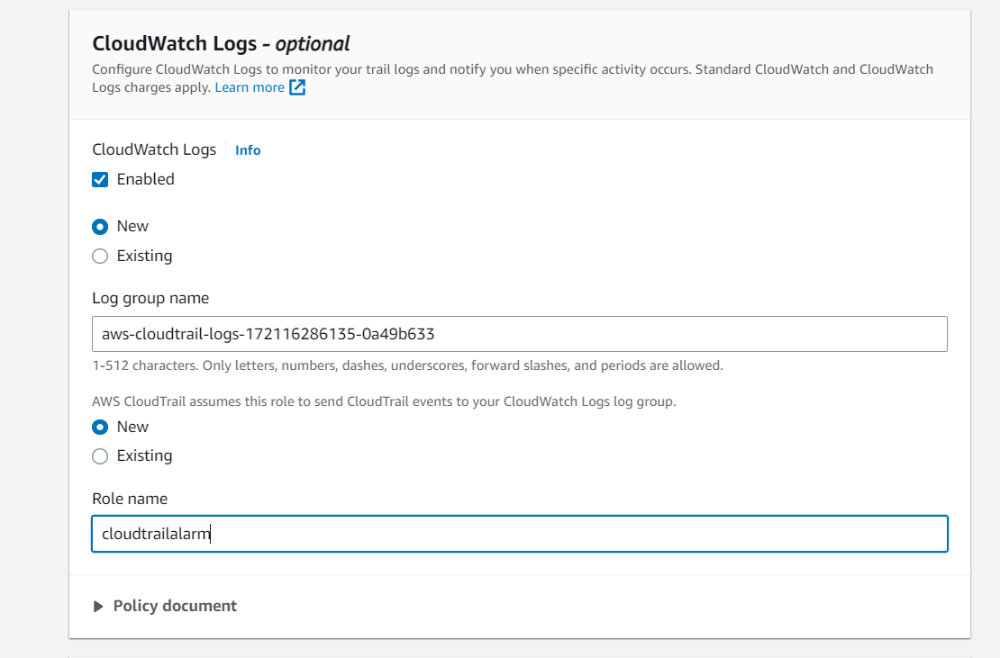 CloudWatch Logs - optional
Configure CloudWatch Logs to monitor your trail logs and notify you when specific activity occurs. Standard CloudWatch and CloudWatch
Logs charges apply. Learn more
CloudWatch Logs Info
Enabled
New
Existing
Log group name
aws-cloudtrail-logs-172116286135-0a49b633
1-512 characters. Only letters, numbers, dashes, underscores, forward slashes, and periods are allowed.
AWS CloudTrail assumes this role to send CloudTrail events to your CloudWatch Logs log group.
New
Existing
Role name
cloudtrailalarm
Policy document